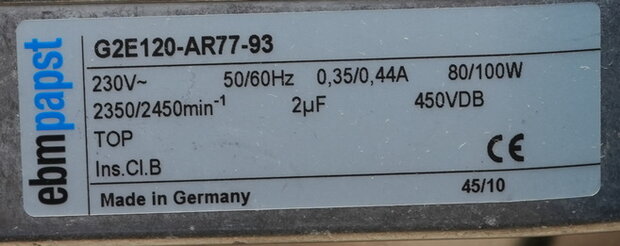 ebmpapst
G2E120-AR77-93
230V~ 50/60Hz 0,35/0,44A 80/100W
2350/2450min-1 2µF 450VDB
TOP
Ins.Cl.B CE
Made in Germany 45/10